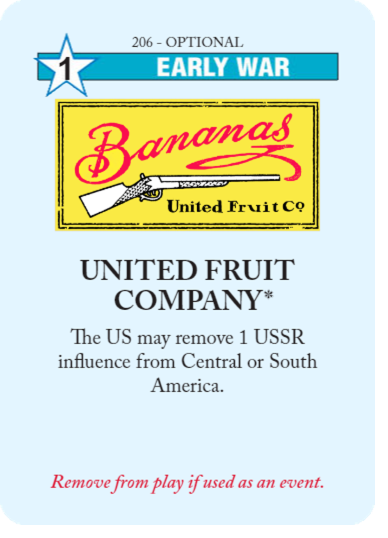 206 - OPTIONAL
1
EARLY WAR
Bananas
United Fruit Co
UNITED FRUIT
COMPANY*
The US may remove 1 USSR
influence from Central or South
America.
Remove from play if used as an event.